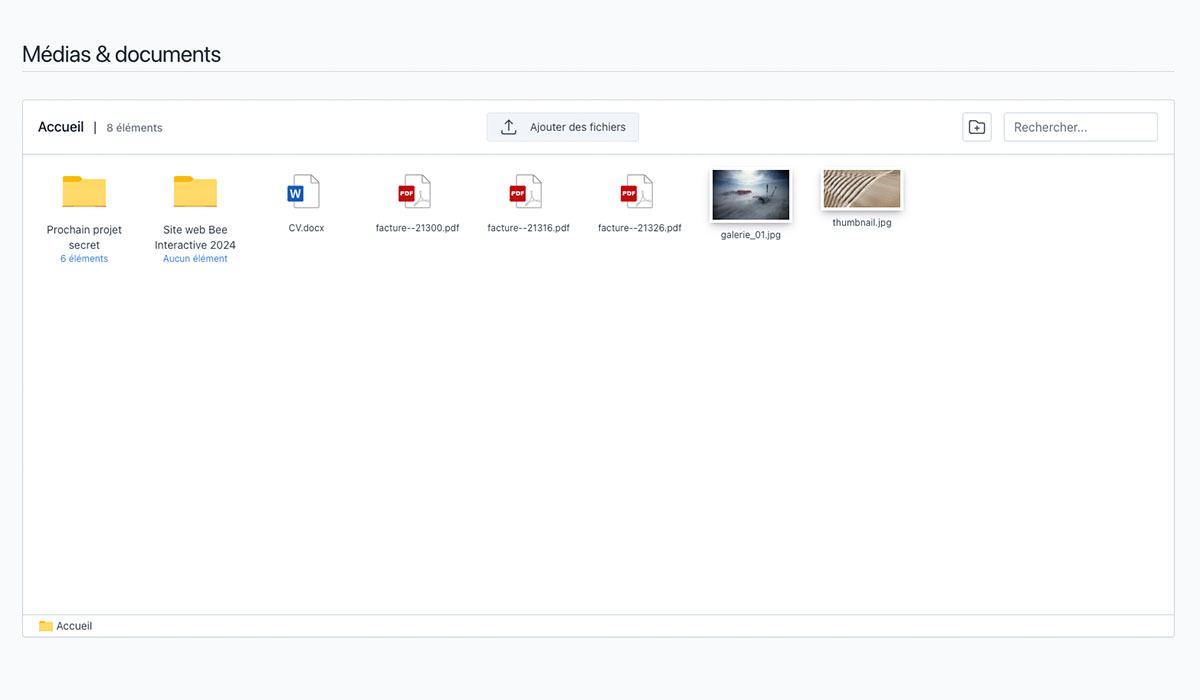 Médias & documents
Accueil | 8 éléments
Ajouter des fichiers
Rechercher...
Prochain projet
secret
6 éléments
Site web Bee
Interactive 2024
Aucun élément
W
CV.docx
PDF
facture--21300.pdf
PDF
facture--21316.pdf
PDF
facture--21326.pdf
galerie_01.jpg
thumbnail.jpg
Accueil